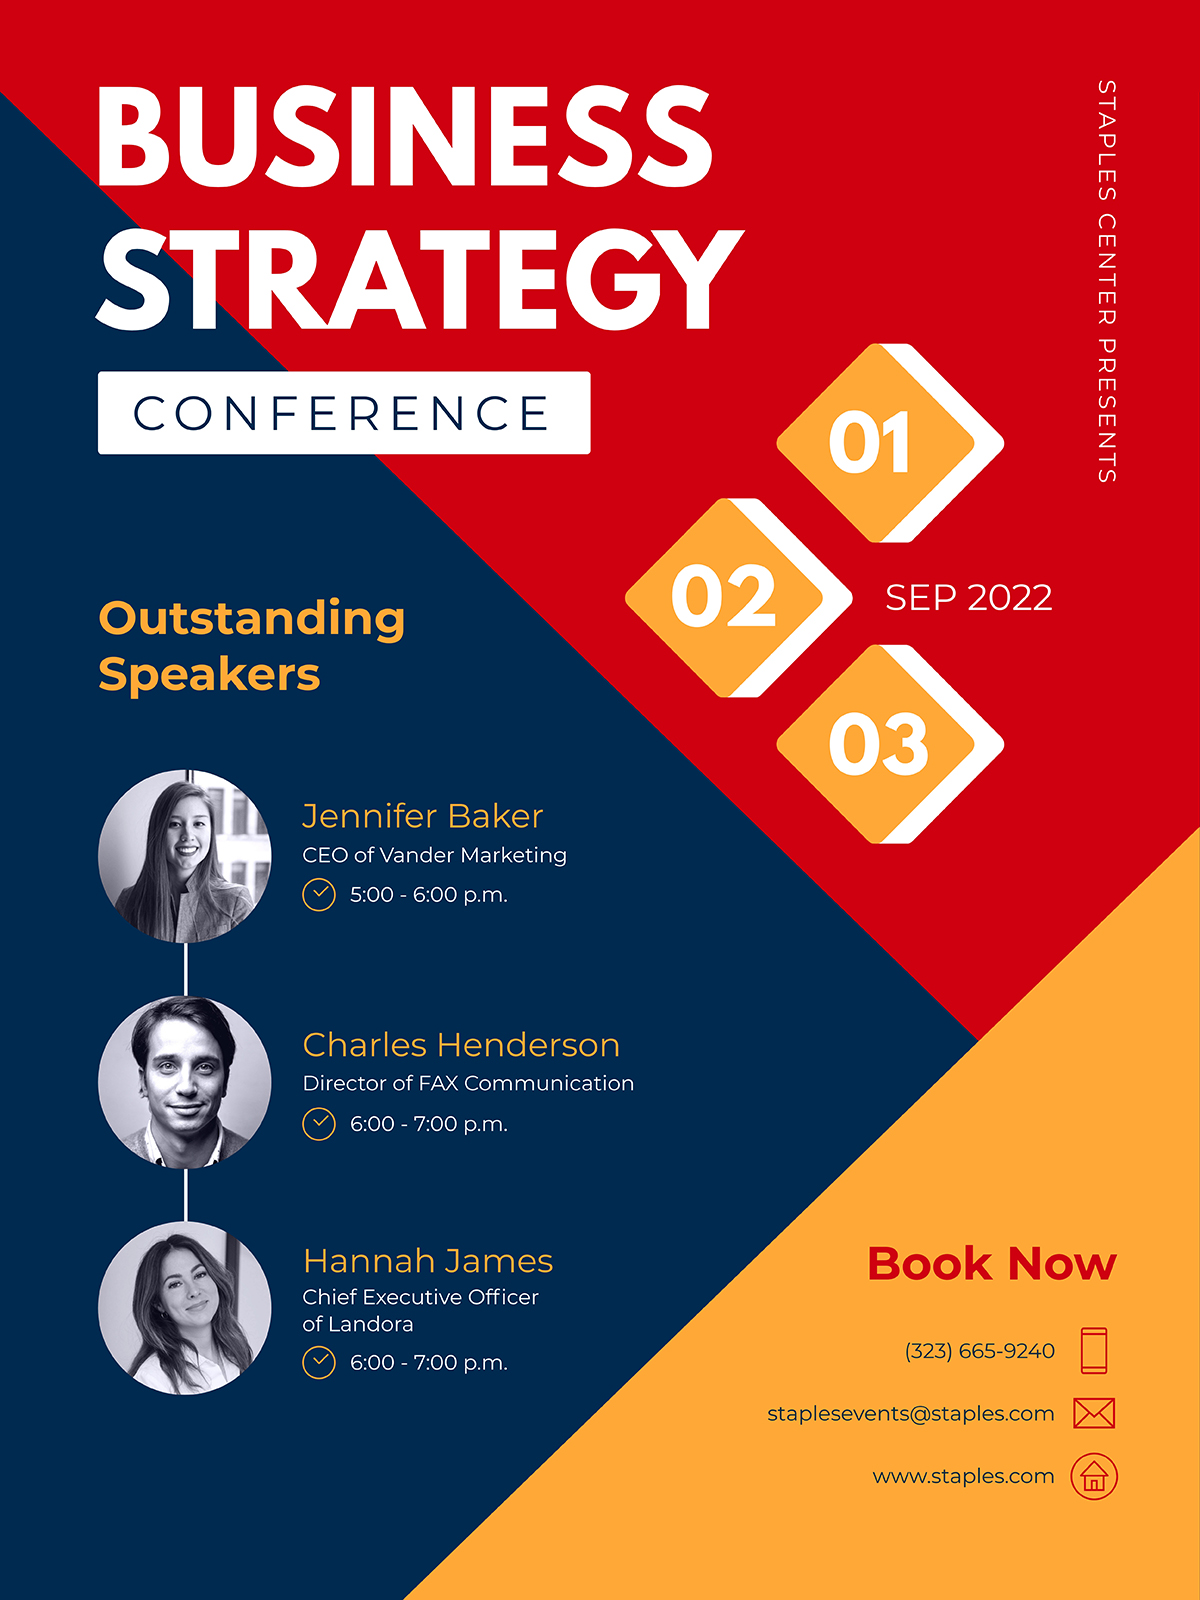 BUSINESS
STRATEGY
CONFERENCE
STAPLES CENTER PRESENTS
01
02
SEP 2022
03
Outstanding
Speakers
Jennifer Baker
CEO of Vander Marketing
5:00 - 6:00 p.m.
Charles Henderson
Director of FAX Communication
6:00 - 7:00 p.m.
Hannah James
Chief Executive Officer
of Landora
6:00 - 7:00 p.m.
Book Now
(323) 665-9240
staplesevents@staples.com
www.staples.com